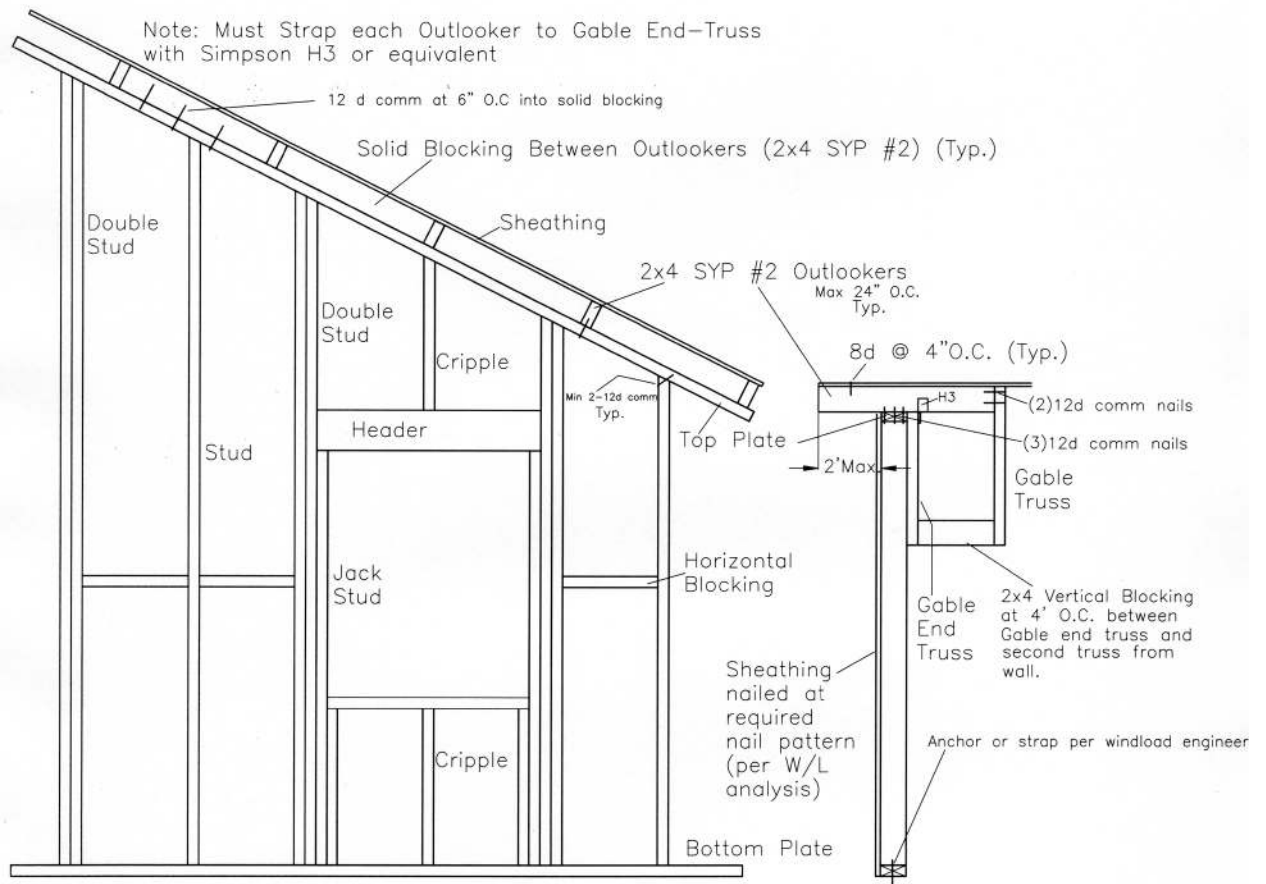 Note: Must Strap each Outlooker to Gable End-Truss
with Simpson H3 or equivalent
12 d comm at 6" O.C into solid blocking
Solid Blocking Between Outlookers (2x4 SYP #2) (Typ.)
Double
Stud
Sheathing
2x4 SYP #2 Outlookers
Max 24" O.C.
Typ.
Double
Stud
8d @ 4"O.C. (Typ.)
Cripple
Min 2-12d comm
Typ.
H3
(2)12d comm nails
Header
Top Plate
(3)12d comm nails
Stud
2'Max
Gable
Truss
Jack
Stud
Horizontal
Blocking
Gable
End
Truss
2x4 Vertical Blocking
at 4' O.C. between
Gable end truss and
second truss from
wall.
Sheathing
nailed at
required
nail pattern
(per W/L
analysis)
Cripple
Anchor or strap per windload engineer
Bottom Plate